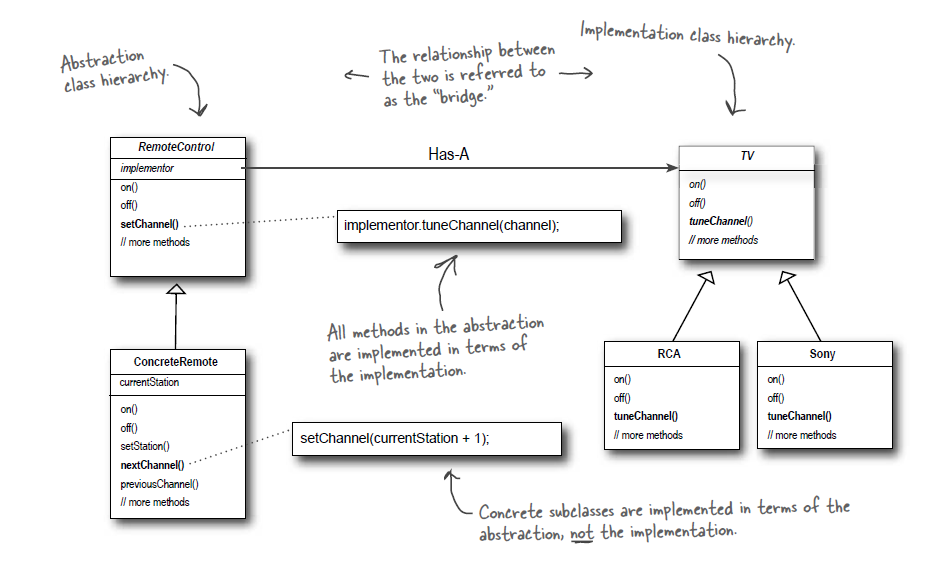 Abstraction
class hierarchy.
The relationship between
the two is referred to
as the "bridge."
Implementation class hierarchy.
RemoteControl
implementor
on()
off()
setChannel()
// more methods
Has-A
TV
on()
off()
tuneChannel()
// more methods
implementor.tuneChannel(channel);
All methods in the abstraction
are implemented in terms of
the implementation.
ConcreteRemote
currentStation
on()
off()
setStation()
nextChannel()
previousChannel()
// more methods
setChannel(currentStation + 1);
RCA
on()
off()
tuneChannel()
// more methods
Sony
on()
off()
tuneChannel()
// more methods
Concrete subclasses are implemented in terms of the
abstraction, not the implementation.